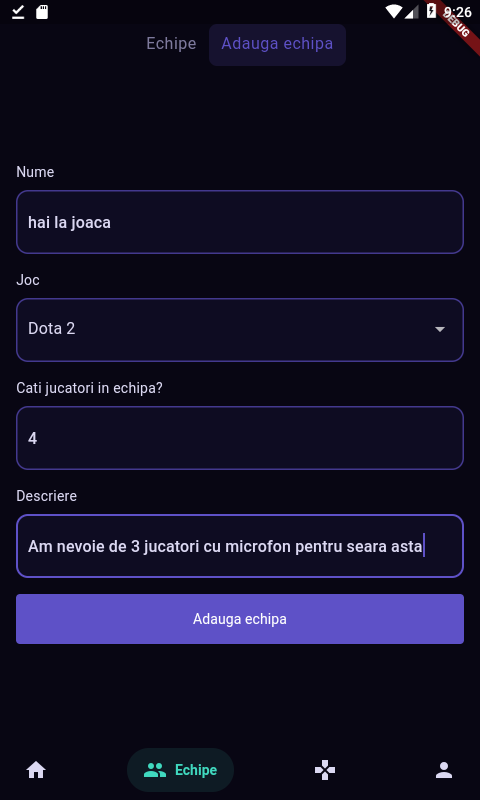 9:26
DEBUG
Echipe
Adauga echipa
Nume
hai la joaca
Joc
Dota 2
Cati jucatori in echipa?
4
Descriere
Am nevoie de 3 jucatori cu microfon pentru seara asta
Adauga echipa
Echipe